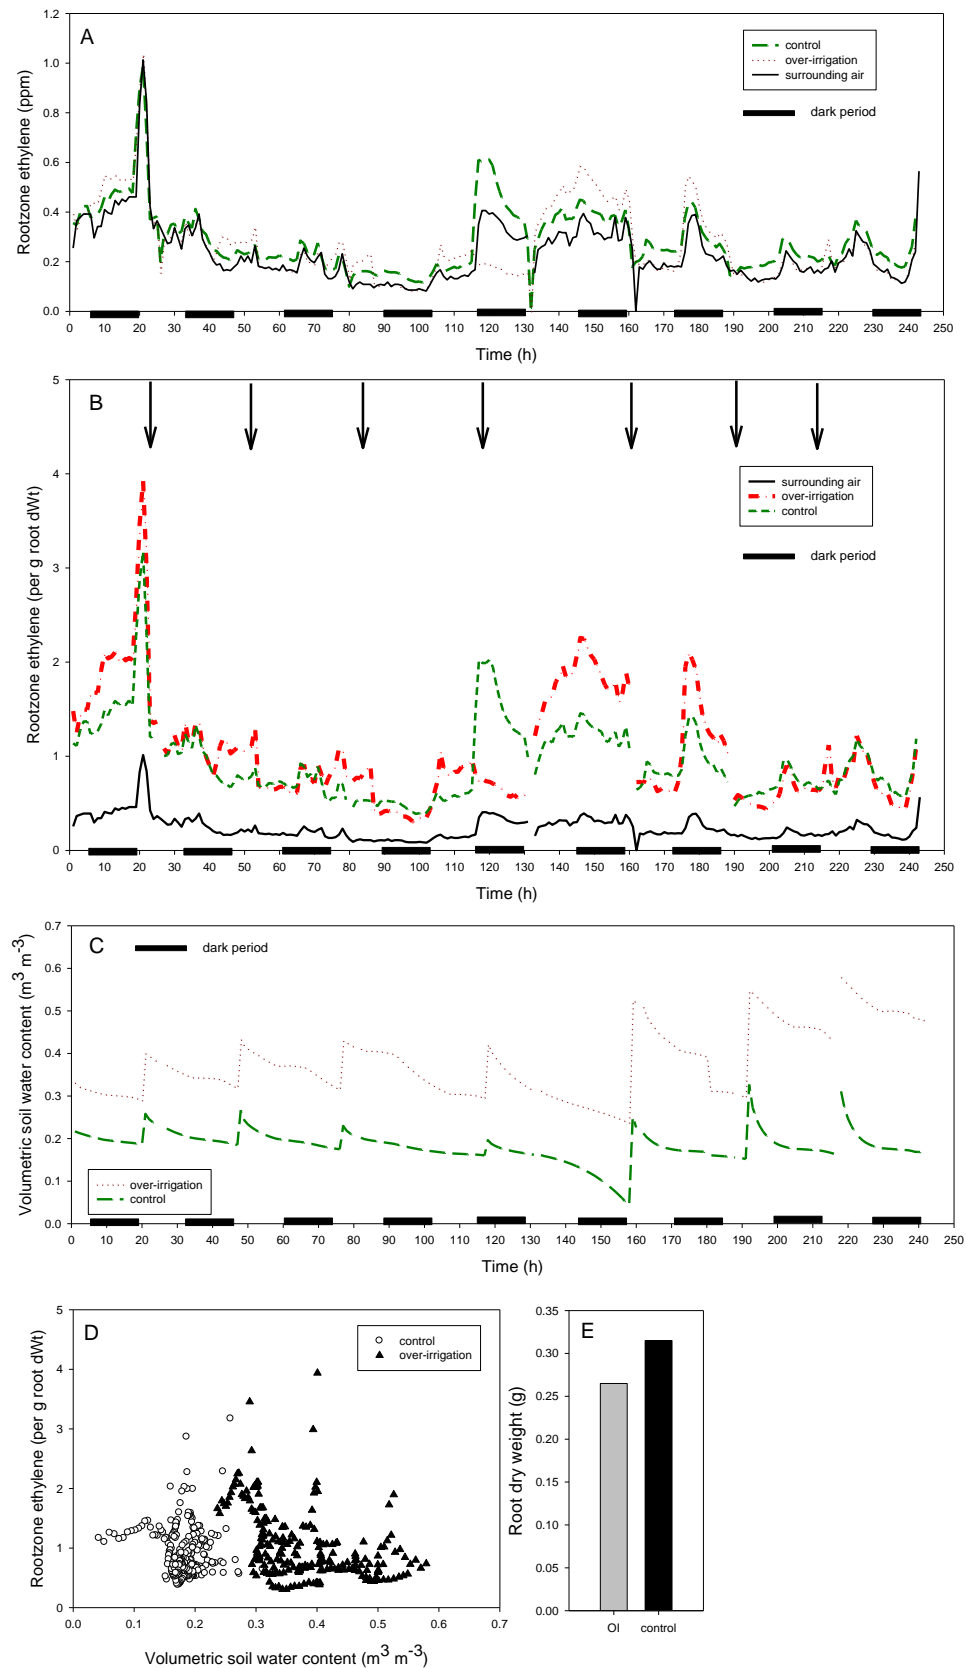 A
Rootzone ethylene (ppm)
1.2
1.0
0.8
0.6
0.4
0.2
0.0
control
over-irrigation
surrounding air
dark period
0 10 20 30 40 50 60 70 80 90 100 110 120 130 140 150 160 170 180 190 200 210 220 230 240 250
Time (h)
B
Rootzone ethylene (per g root dWt)
5
4
3
2
1
0
surrounding air
over-irrigation
control
dark period
0 10 20 30 40 50 60 70 80 90 100 110 120 130 140 150 160 170 180 190 200 210 220 230 240 250
Time (h)
C
dark period
Volumetric soil water content (m³ m⁻³)
0.7
0.6
0.5
0.4
0.3
0.2
0.1
0.0
over-irrigation
control
0 10 20 30 40 50 60 70 80 90 100 110 120 130 140 150 160 170 180 190 200 210 220 230 240 250
Time (h)
D
Rootzone ethylene (per g root dWt)
5
4
3
2
1
0
control
over-irrigation
0.0 0.1 0.2 0.3 0.4 0.5 0.6 0.7
Volumetric soil water content (m³ m⁻³)
E
Root dry weight (g)
0.35
0.30
0.25
0.20
0.15
0.10
0.05
0.00
OI control